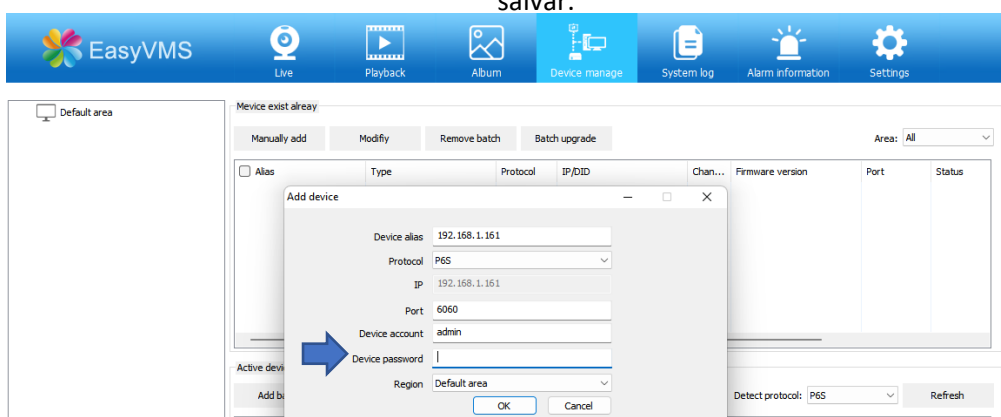 salvar.
EasyVMS
Live Playback Album Device manage System log Alarm information Settings
Default area
Mevice exist alreay
Manually add Modifiy Remove batch Batch upgrade Area: All
Alias Type Protocol IP/DID Chan... Firmware version Port Status
Add device
Device alias 192.168.1.161
Protocol P6S
IP 192.168.1.161
Port 6060
Device account admin
Device password
Region Default area
OK Cancel
Active devi
Add ba
Detect protocol: P6S Refresh